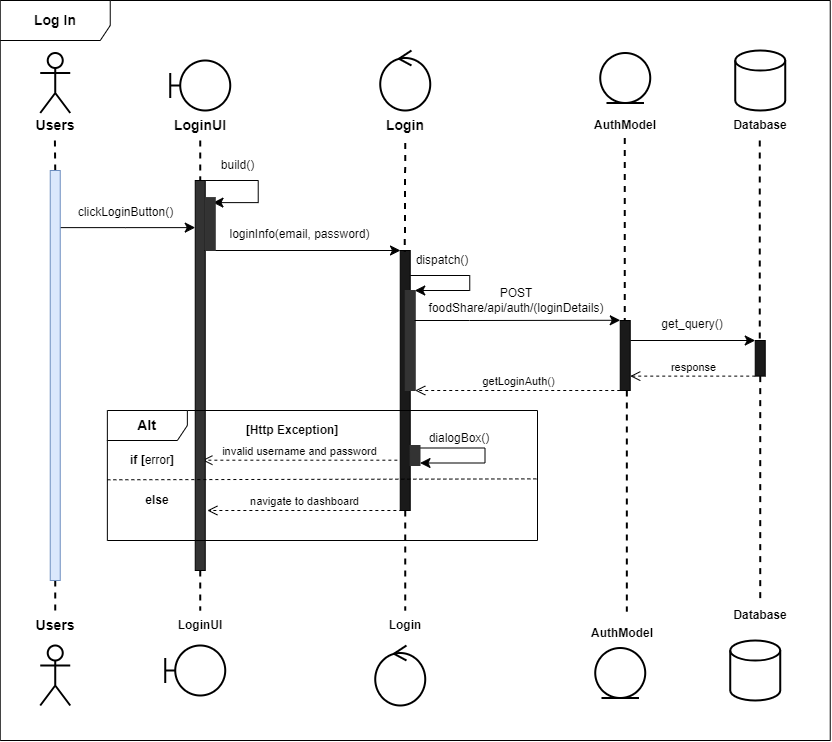 Log In
Users
LoginUI
Login
AuthModel
Database
build()
clickLoginButton()
loginInfo(email, password)
dispatch()
POST
foodShare/api/auth/(loginDetails)
get_query()
response
getLoginAuth()
Alt
[Http Exception]
dialogBox()
if [error]
invalid username and password
else
navigate to dashboard
Users
LoginUI
Login
AuthModel
Database